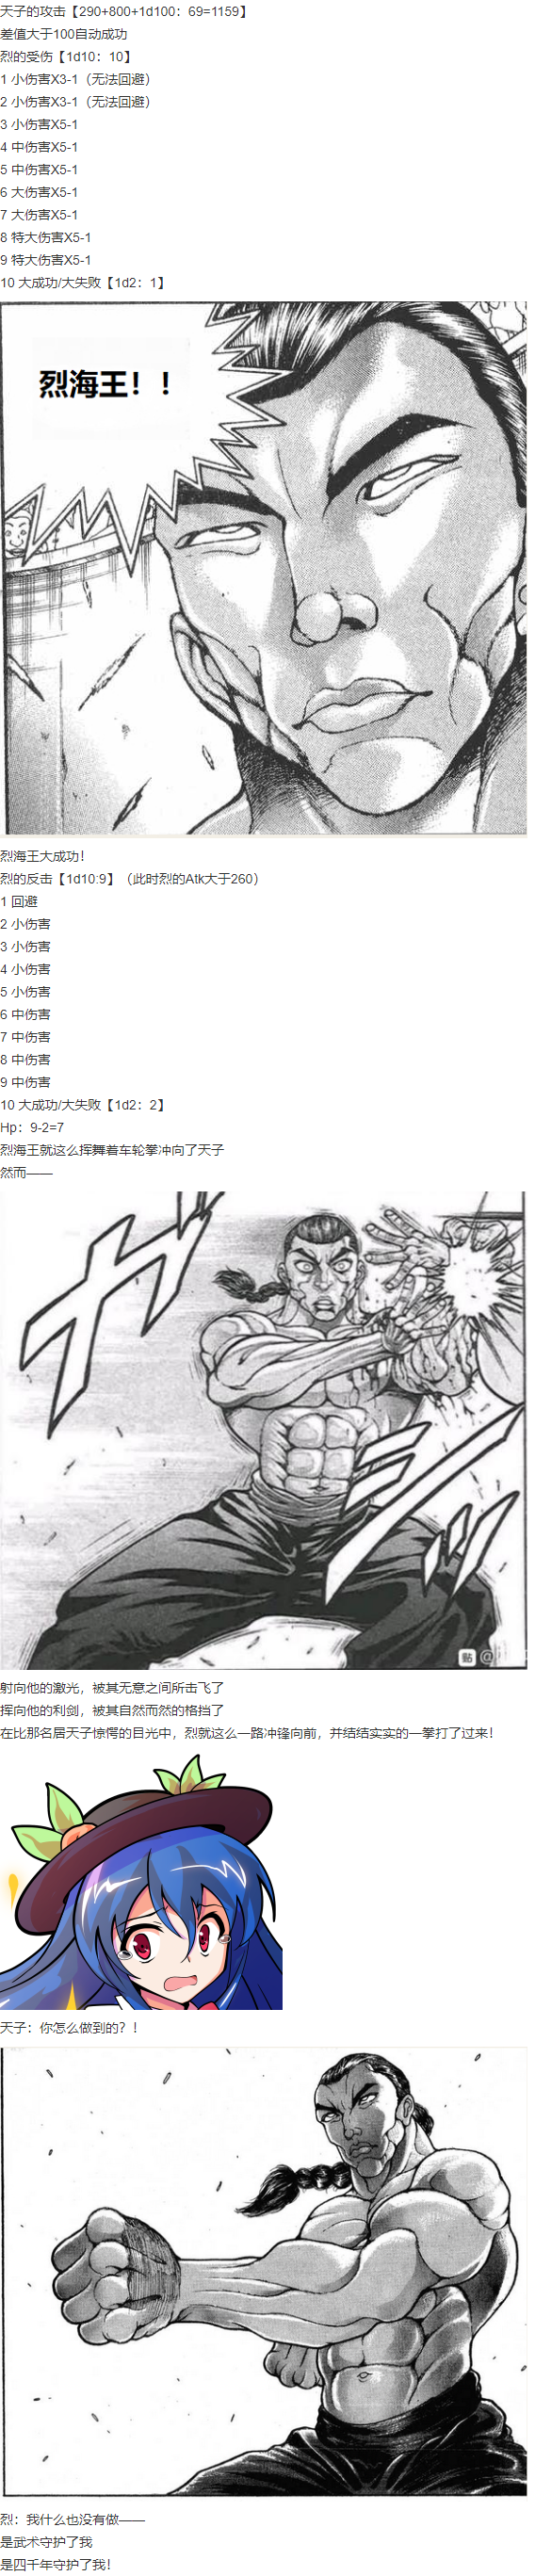 天子的攻击【290+800+1d100：69=1159】
差值大于100自动成功
烈的受伤【1d10：10】
1 小伤害X3-1（无法回避）
2 小伤害X3-1（无法回避）
3 小伤害X5-1
4 中伤害X5-1
5 中伤害X5-1
6 大伤害X5-1
7 大伤害X5-1
8 特大伤害X5-1
9 特大伤害X5-1
10 大成功/大失败【1d2：1】
烈海王！！
烈海王大成功！
烈的反击【1d10:9】（此时烈的Atk大于260）
1 回避
2 小伤害
3 小伤害
4 小伤害
5 小伤害
6 中伤害
7 中伤害
8 中伤害
9 中伤害
10 大成功/大失败【1d2：2】
Hp：9-2=7
烈海王就这么挥舞着车轮拳冲向了天子
然而——
贴 @
射向他的激光，被其无意之间所击飞了
挥向他的利剑，被其自然而然的格挡了
在比那名居天子惊愕的目光中，烈就这么一路冲锋向前，并结结实实的一拳打了过来！
天子：你怎么做到的？！
烈：我什么也没有做——
是武术守护了我
是四千年守护了我！